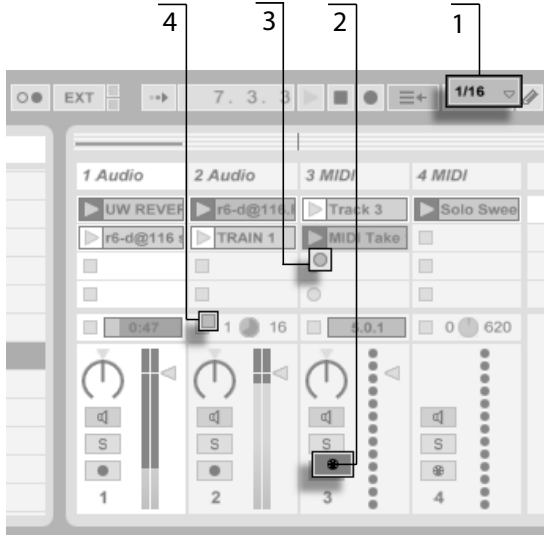 4 3 2 1
EXT 7. 3. 3 1/16
1 Audio 2 Audio 3 MIDI 4 MIDI
UW REVER r6-d@116.I Track 3 Solo Swee
r6-d@116 s TRAIN 1 MIDI Take
0:47 1 16 5.0.1 0 620
S S S S
1 2 3 4